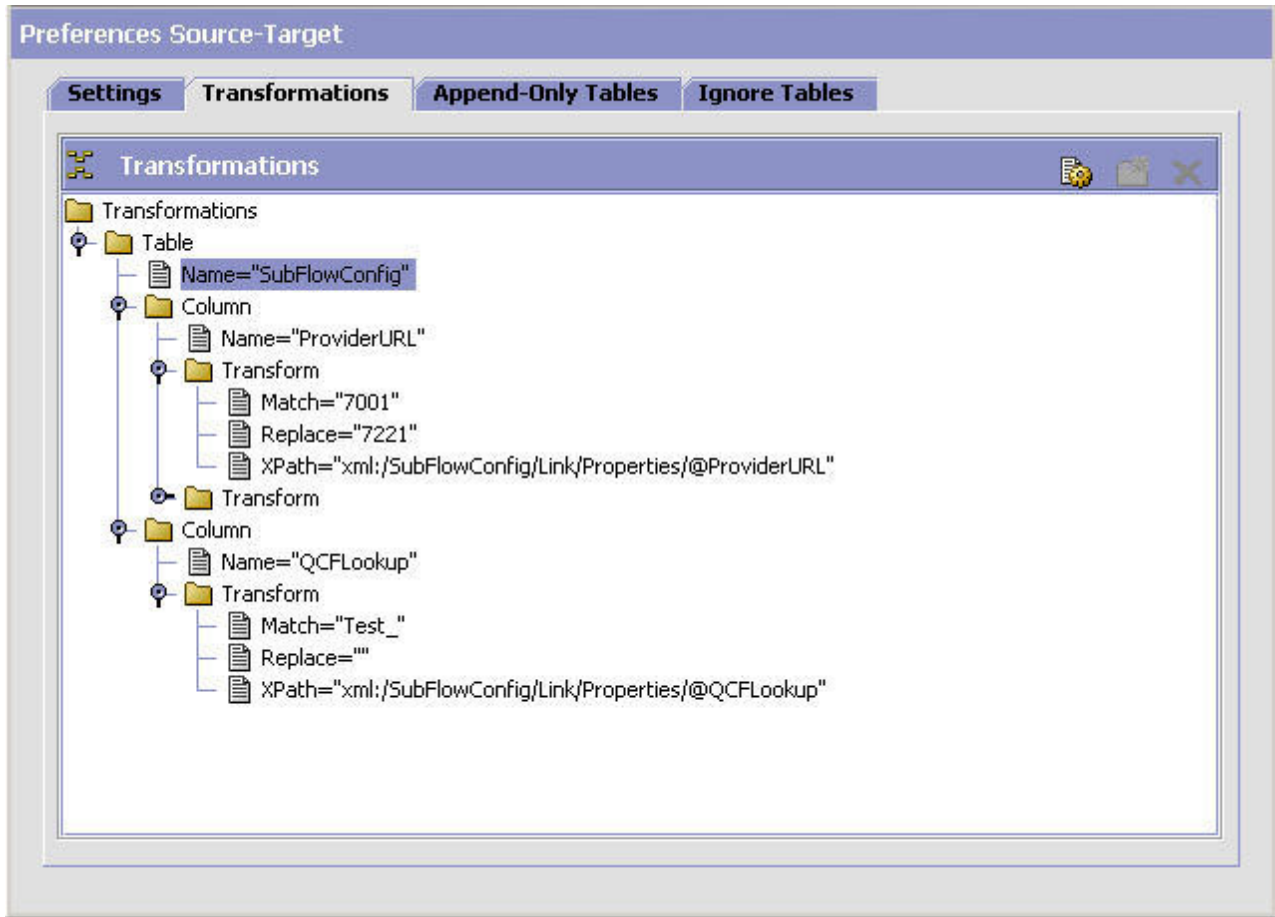 Preferences Source-Target
Settings Transformations Append-Only Tables Ignore Tables
Transformations
Transformations
Table
Name="SubFlowConfig"
Column
Name="ProviderURL"
Transform
Match="7001"
Replace="7221"
XPath="xml:/SubFlowConfig/Link/Properties/@ProviderURL"
Transform
Column
Name="QCFLookup"
Transform
Match="Test_"
Replace=""
XPath="xml:/SubFlowConfig/Link/Properties/@QCFLookup"